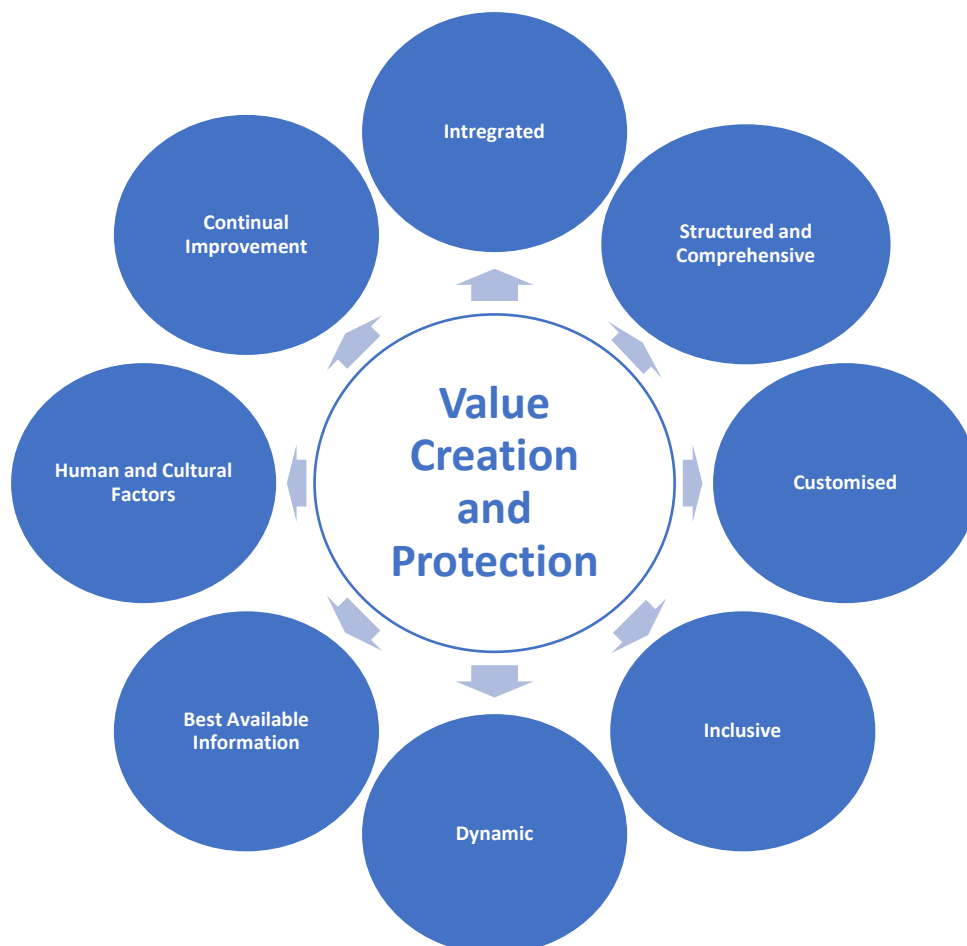 Intregrated
Structured and
Comprehensive
Customised
Inclusive
Dynamic
Best Available
Information
Human and Cultural
Factors
Continual
Improvement
Value
Creation
and
Protection